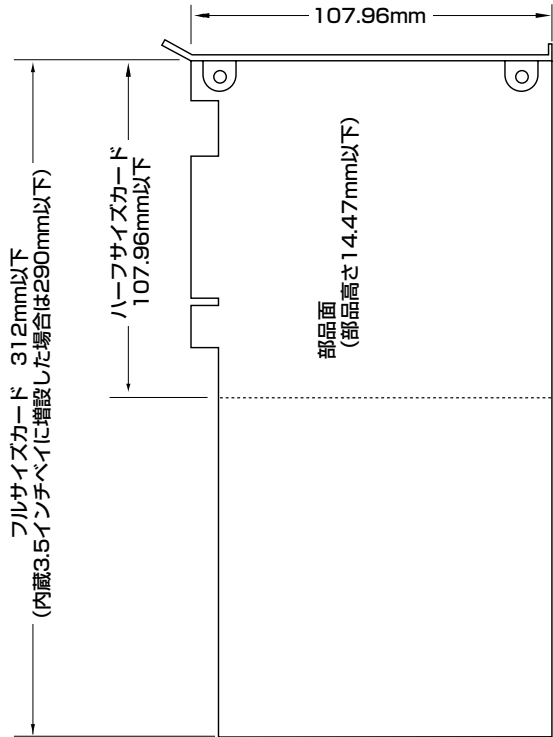 107.96mm
フルサイズカード 312mm以下
(内蔵3.5インチベイに増設した場合は290mm以下)
ハーフサイズカード
107.96mm以下
部品面
(部品高さ14.47mm以下)